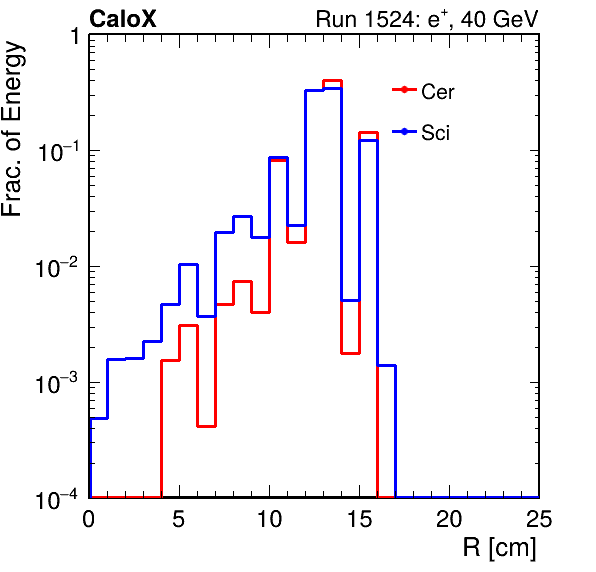 CaloX Run 1524: e⁺, 40 GeV
Frac. of Energy
1
10⁻¹
10⁻²
10⁻³
10⁻⁴
Cer
Sci
0 5 10 15 20 25
R [cm]